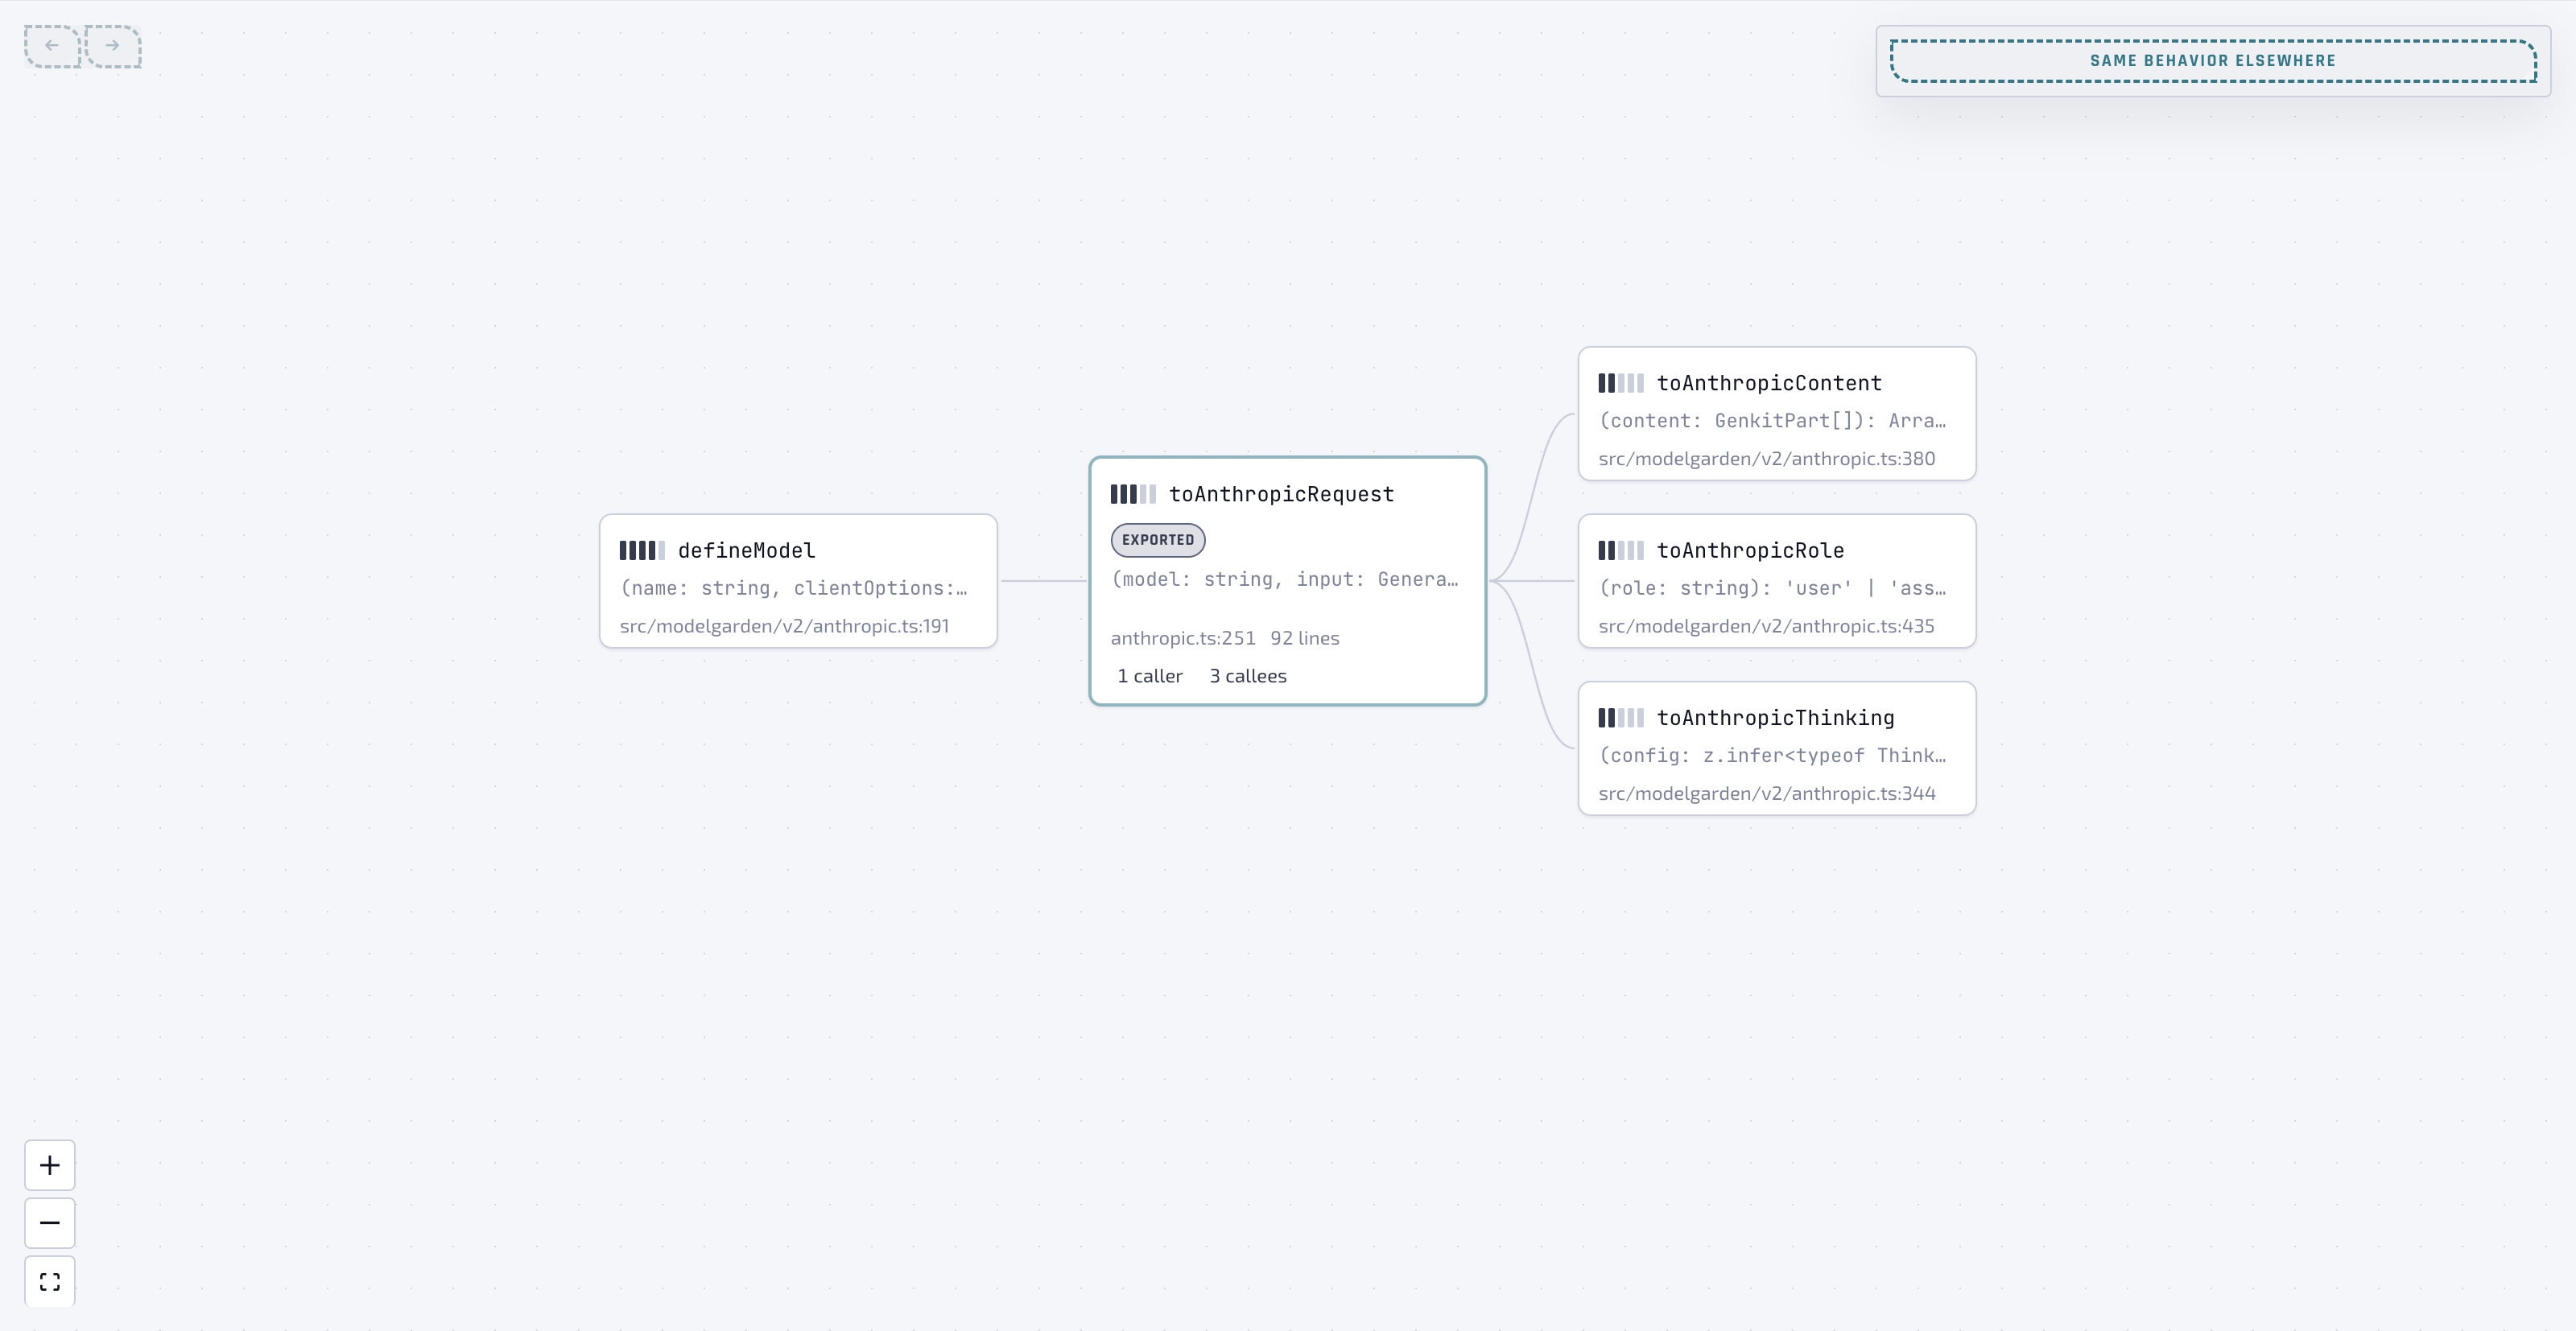 SAME BEHAVIOR ELSEWHERE
defineModel
(name: string, clientOptions:…
src/modelgarden/v2/anthropic.ts:191
toAnthropicRequest
EXPORTED
(model: string, input: Genera…
anthropic.ts:251 92 lines
1 caller 3 callees
toAnthropicContent
(content: GenkitPart[]): Arra…
src/modelgarden/v2/anthropic.ts:380
toAnthropicRole
(role: string): 'user' | 'ass…
src/modelgarden/v2/anthropic.ts:435
toAnthropicThinking
(config: z.infer<typeof Think…
src/modelgarden/v2/anthropic.ts:344